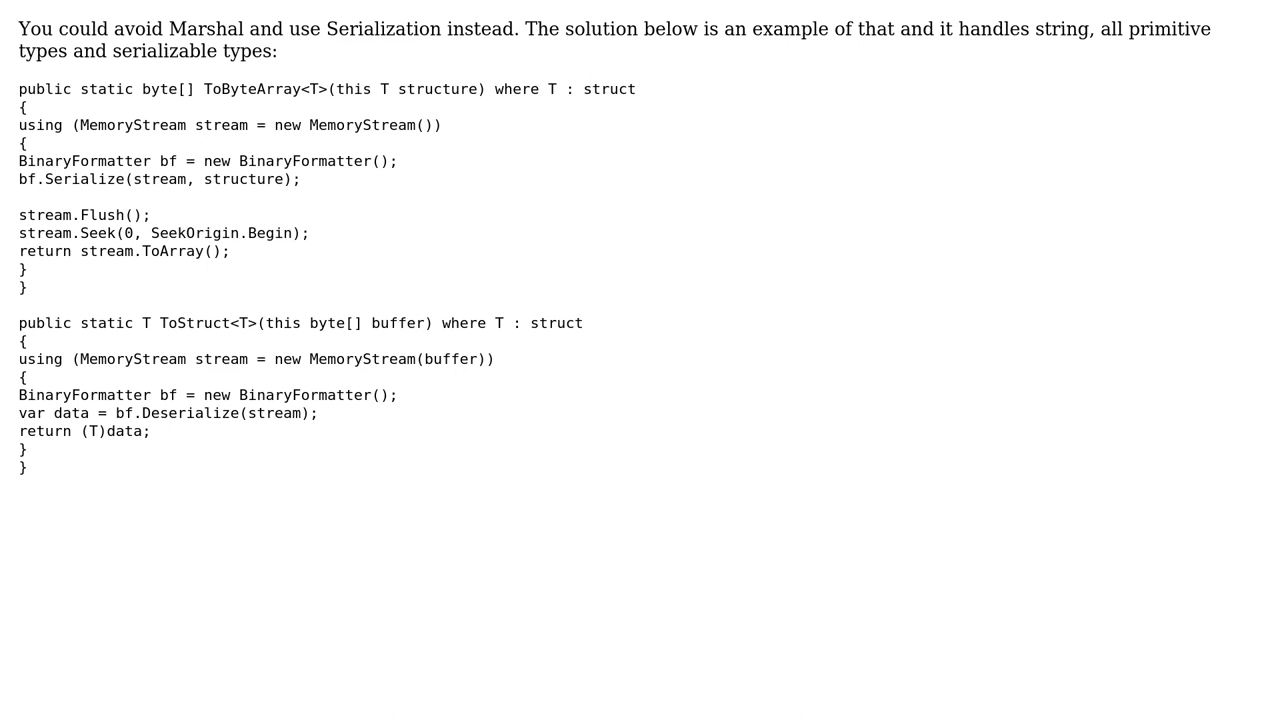 You could avoid Marshal and use Serialization instead. The solution below is an example of that and it handles string, all primitive
types and serializable types:
public static byte[] ToByteArray<T>(this T structure) where T : struct
{
using (MemoryStream stream = new MemoryStream())
{
BinaryFormatter bf = new BinaryFormatter();
bf.Serialize(stream, structure);
stream.Flush();
stream.Seek(0, SeekOrigin.Begin);
return stream.ToArray();
}
}
public static T ToStruct<T>(this byte[] buffer) where T : struct
{
using (MemoryStream stream = new MemoryStream(buffer))
{
BinaryFormatter bf = new BinaryFormatter();
var data = bf.Deserialize(stream);
return (T)data;
}
}